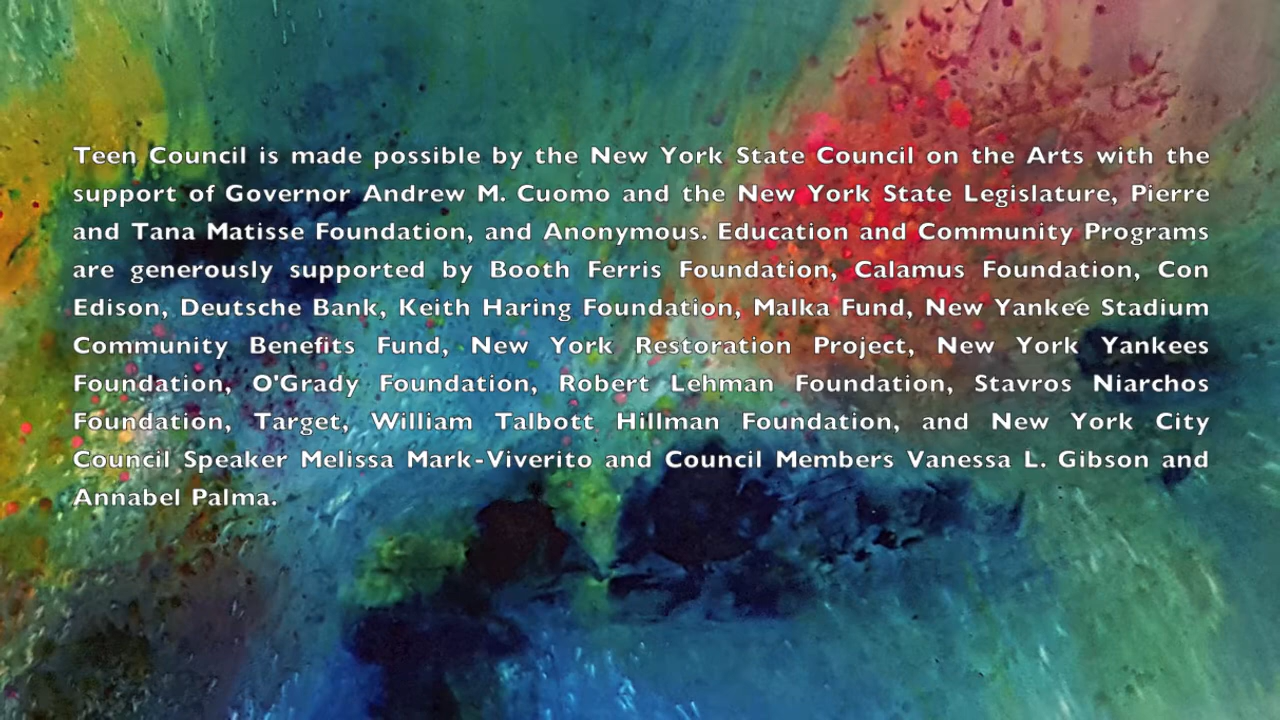 Teen Council is made possible by the New York State Council on the Arts with the
support of Governor Andrew M. Cuomo and the New York State Legislature, Pierre
and Tana Matisse Foundation, and Anonymous. Education and Community Programs
are generously supported by Booth Ferris Foundation, Calamus Foundation, Con
Edison, Deutsche Bank, Keith Haring Foundation, Malka Fund, New Yankee Stadium
Community Benefits Fund, New York Restoration Project, New York Yankees
Foundation, O'Grady Foundation, Robert Lehman Foundation, Stavros Niarchos
Foundation, Target, William Talbott Hillman Foundation, and New York City
Council Speaker Melissa Mark-Viverito and Council Members Vanessa L. Gibson and
Annabel Palma.